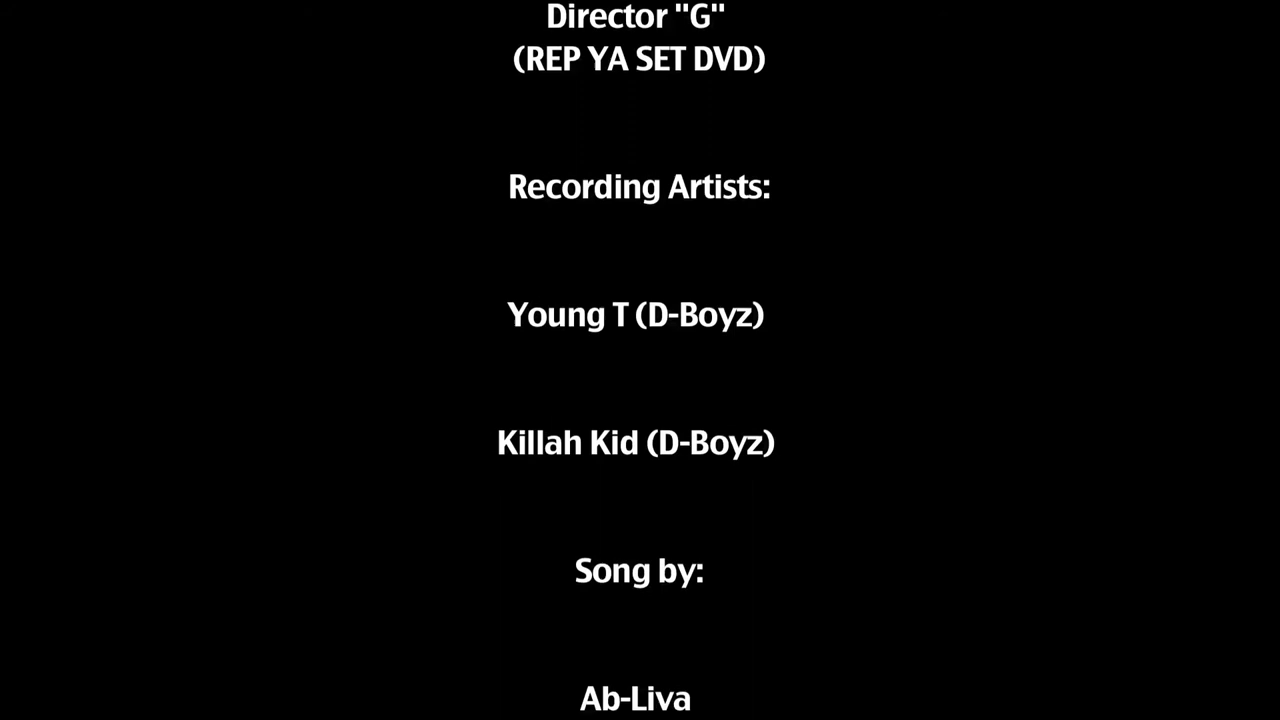 Director "G"
(REP YA SET DVD)
Recording Artists:
Young T (D-Boyz)
Killah Kid (D-Boyz)
Song by:
Ab-Liva